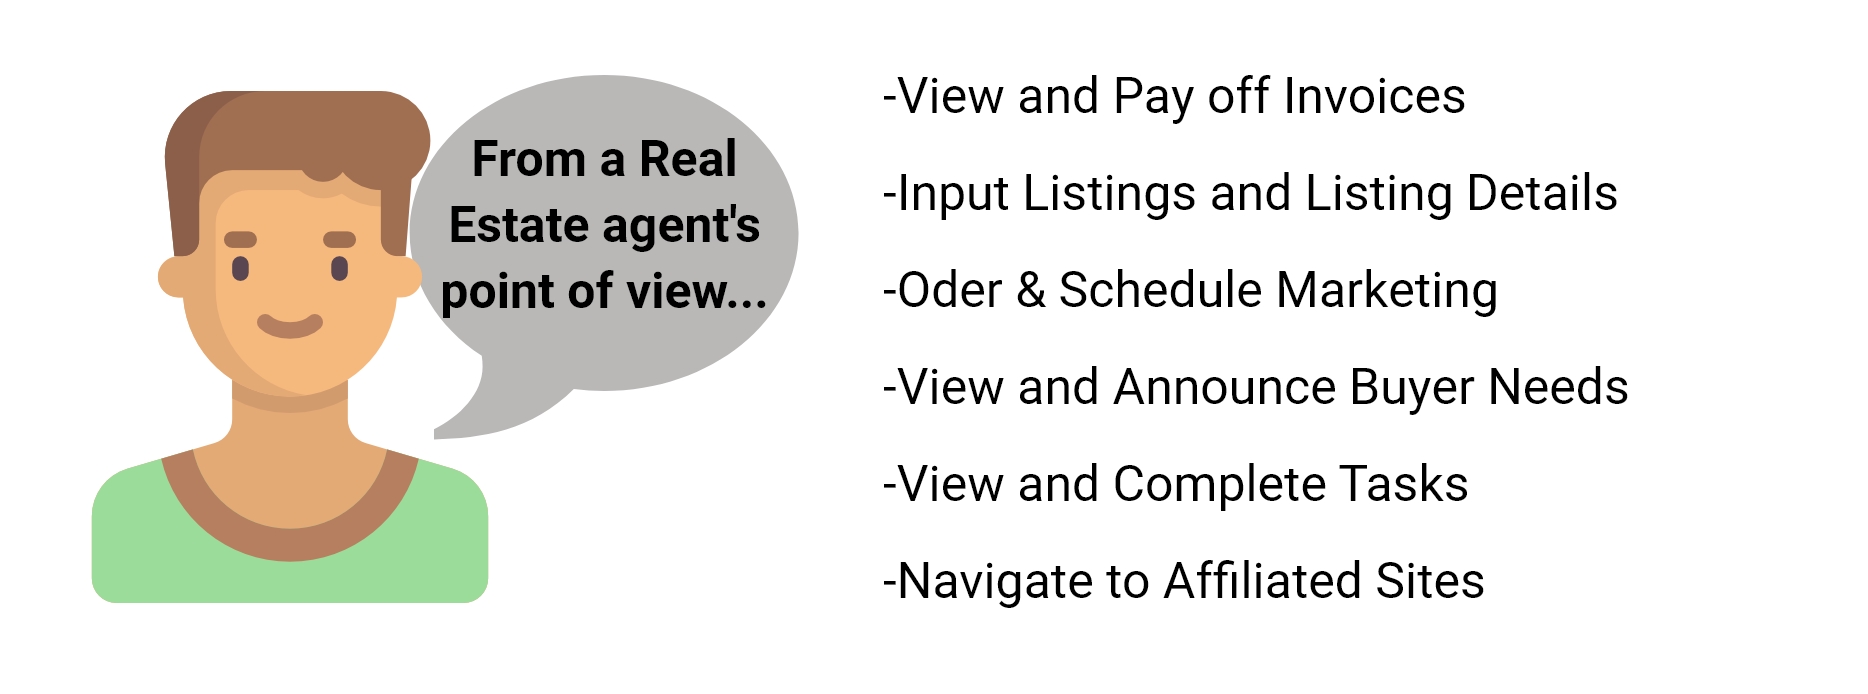 From a Real
Estate agent's
point of view...
-View and Pay off Invoices
-Input Listings and Listing Details
-Oder & Schedule Marketing
-View and Announce Buyer Needs
-View and Complete Tasks
-Navigate to Affiliated Sites